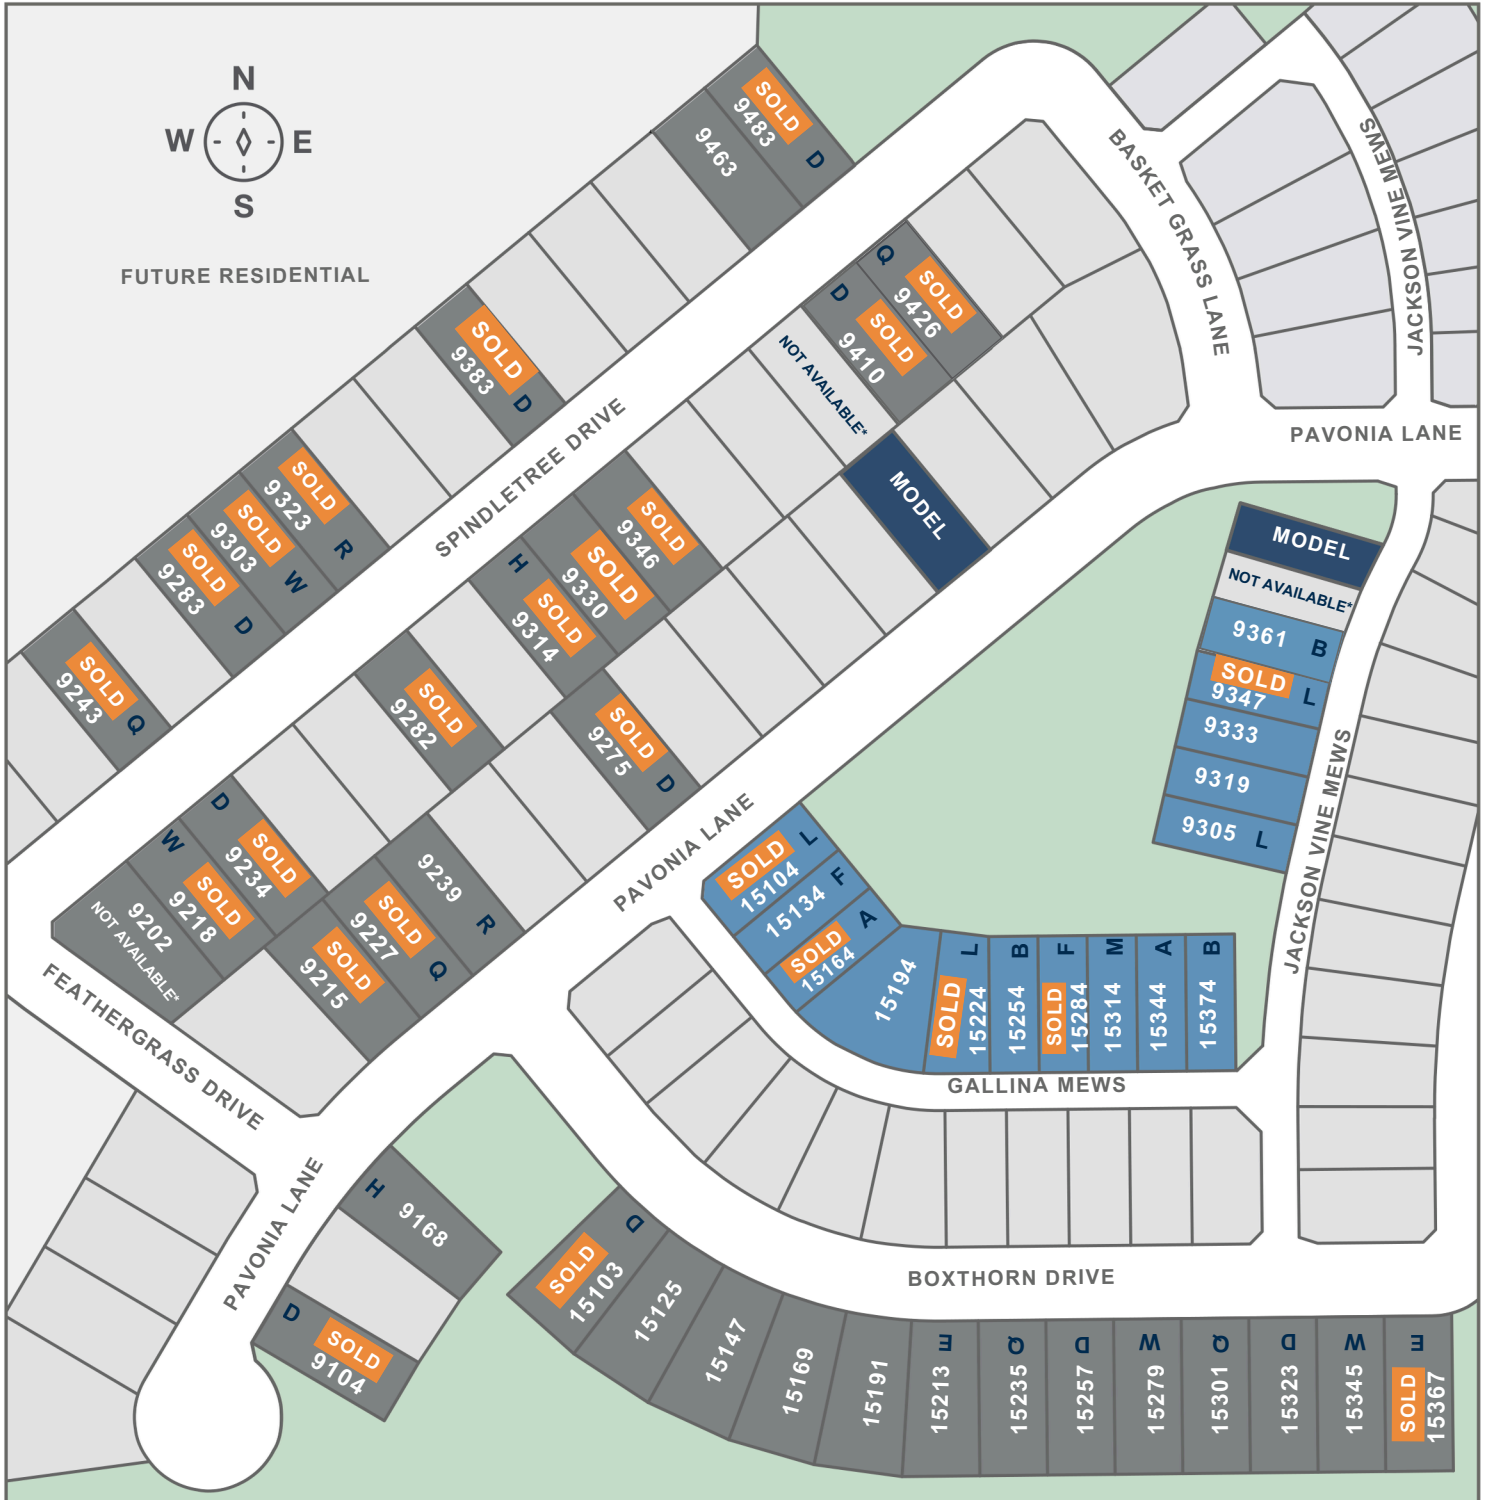 N
W
E
S
FUTURE RESIDENTIAL
SOLD
9483
D
9463
SOLD
9383
D
SOLD
9323
R
SOLD
9303
W
SOLD
9283
D
SOLD
9243
Q
SPINDLETREE DRIVE
Q
SOLD
9426
D
SOLD
9410
NOT AVAILABLE*
MODEL
SOLD
9346
SOLD
9330
H
SOLD
9314
SOLD
9282
SOLD
9275
D
D
SOLD
9234
W
SOLD
9218
9202
NOT AVAILABLE*
9239
R
SOLD
9227
Q
SOLD
9215
BASKET GRASS LANE
JACKSON VINE MEWS
JACKSON VINE MEWS
PAVONIA LANE
MODEL
NOT AVAILABLE*
9361
B
SOLD
9347
L
9333
9319
9305
L
JACKSON VINE MEWS
PAVONIA LANE
SOLD
15104
L
15134
F
SOLD
15164
A
15194
L
SOLD
15224
B
15254
F
SOLD
15284
M
15314
A
15344
B
15374
GALLINA MEWS
FEATHERGRASS DRIVE
PAVONIA LANE
H
9168
D
SOLD
9104
BOXTHORN DRIVE
D
SOLD
15103
15125
15147
15169
15191
E
15213
Q
15235
D
15257
W
15279
Q
15301
D
15323
W
15345
E
SOLD
15367